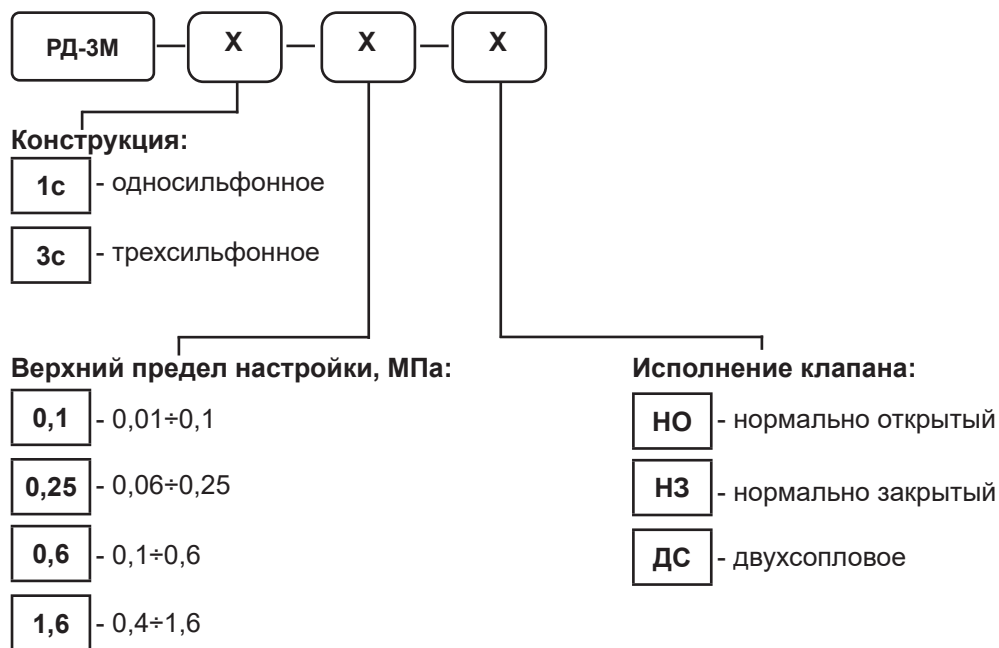 РД-3М — X — X — X
Конструкция:
1с - односильфонное
3с - трехсильфонное
Верхний предел настройки, МПа:
0,1 - 0,01÷0,1
0,25 - 0,06÷0,25
0,6 - 0,1÷0,6
1,6 - 0,4÷1,6
Исполнение клапана:
НО - нормально открытый
НЗ - нормально закрытый
ДС - двухсопловое